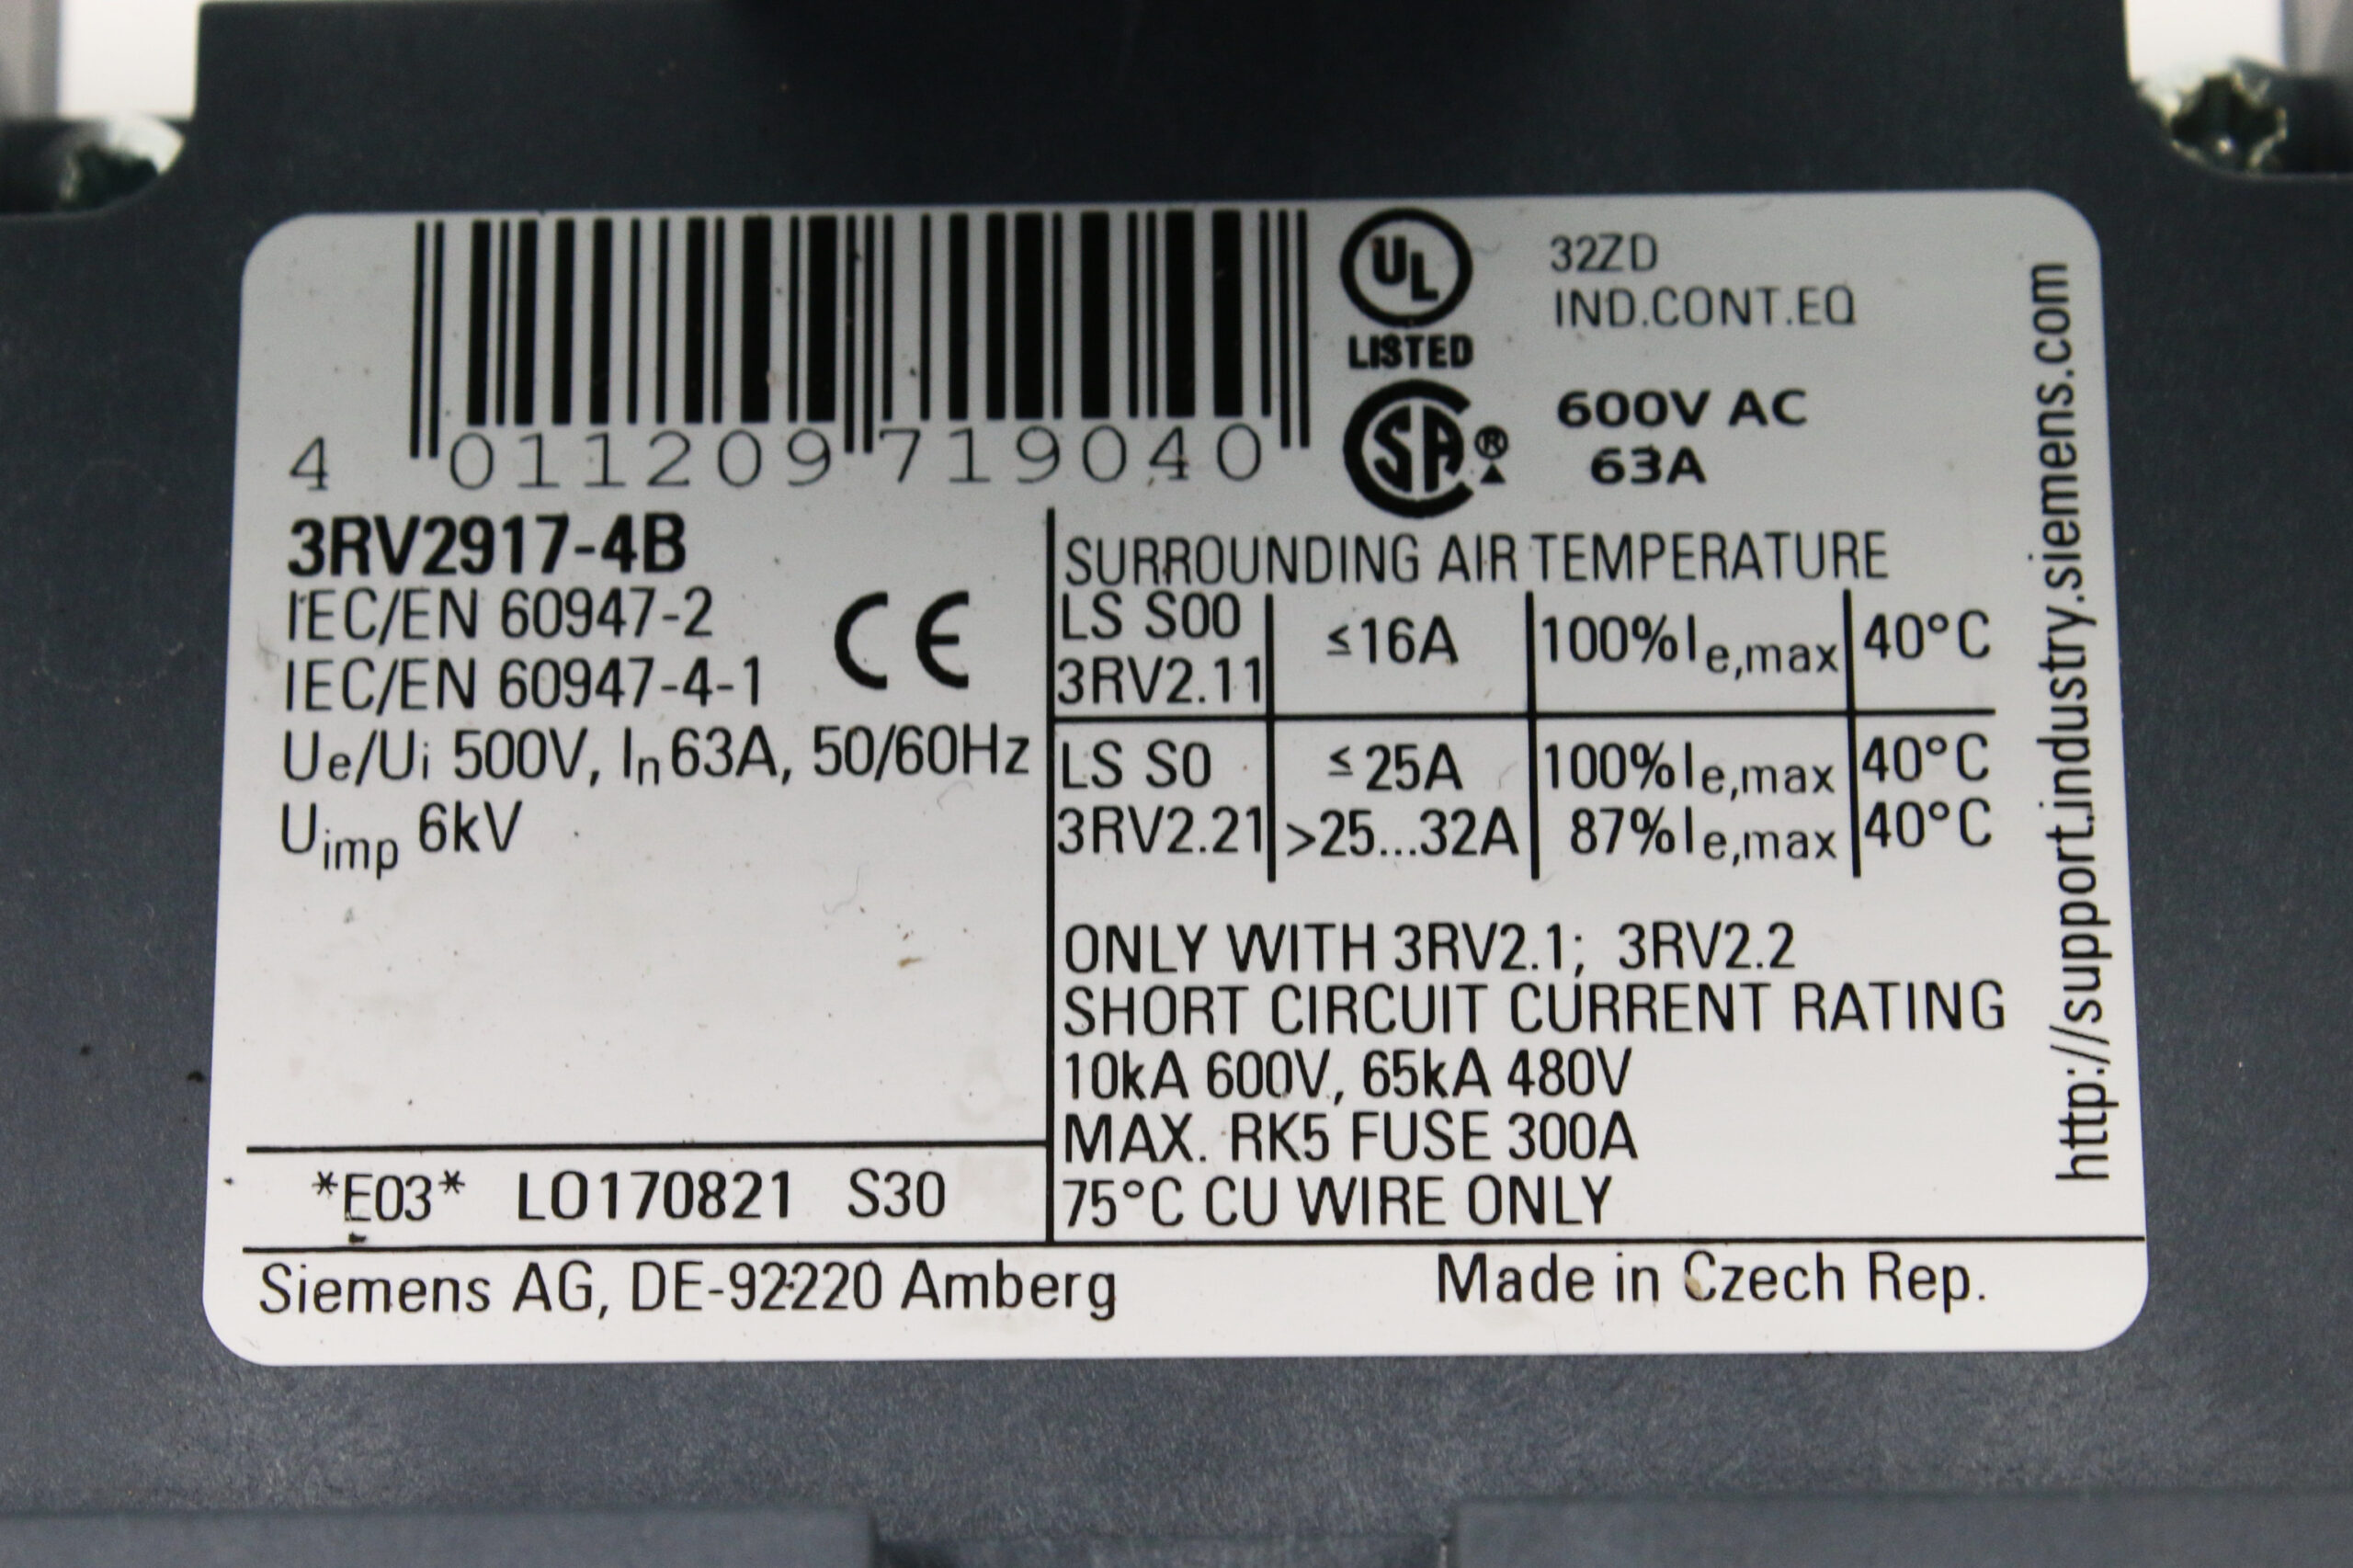 4 011209 719040
UL
LISTED
SA®
32ZD
IND.CONT.EQ
600V AC
63A
3RV2917-4B
IEC/EN 60947-2
IEC/EN 60947-4-1
CE
Ue/Ui 500V, In 63A, 50/60Hz
Uimp 6kV
SURROUNDING AIR TEMPERATURE
LS S00 3RV2.11 ≤16A 100%Ie,max 40°C
LS S0 ≤25A 100%Ie,max 40°C
3RV2.21 >25...32A 87%Ie,max 40°C
ONLY WITH 3RV2.1; 3RV2.2
SHORT CIRCUIT CURRENT RATING
10kA 600V, 65kA 480V
MAX. RK5 FUSE 300A
75°C CU WIRE ONLY
*E03* LO170821 S30
Siemens AG, DE-92220 Amberg Made in Czech Rep.
http://support.industry.siemens.com